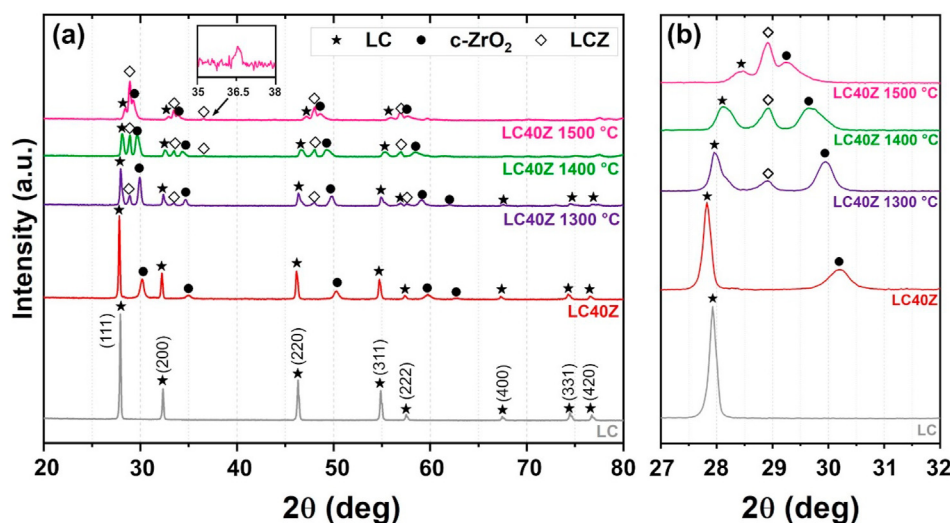 (a)
★ LC ● c-ZrO₂ ◇ LCZ
35 36.5 38
LC40Z 1500 °C
LC40Z 1400 °C
LC40Z 1300 °C
LC40Z
(111)
(200)
(220)
(311)
(222)
(400)
(331)
(420)
LC
20 30 40 50 60 70 80
2θ (deg)
Intensity (a.u.)
(b)
LC40Z 1500 °C
LC40Z 1400 °C
LC40Z 1300 °C
LC40Z
LC
27 28 29 30 31 32
2θ (deg)